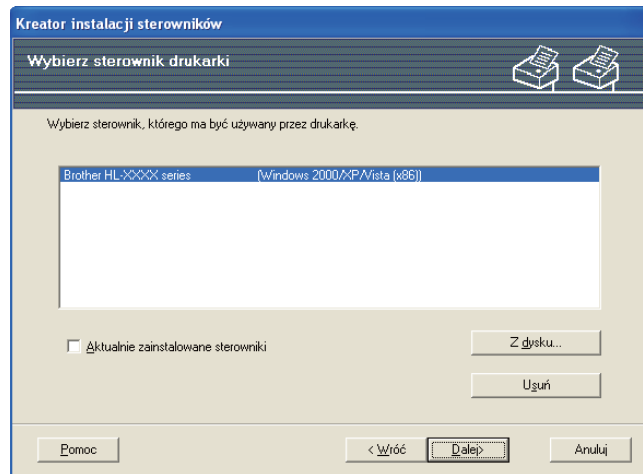 Kreator instalacji sterowników
Wybierz sterownik drukarki
Wybierz sterownik, którego ma być używany przez drukarkę.
Brother HL-XXXX series (Windows 2000/XP/Vista (x86))
Aktualnie zainstalowane sterowniki
Z dysku...
Usuń
Pomoc < Wróć Dalej> Anuluj